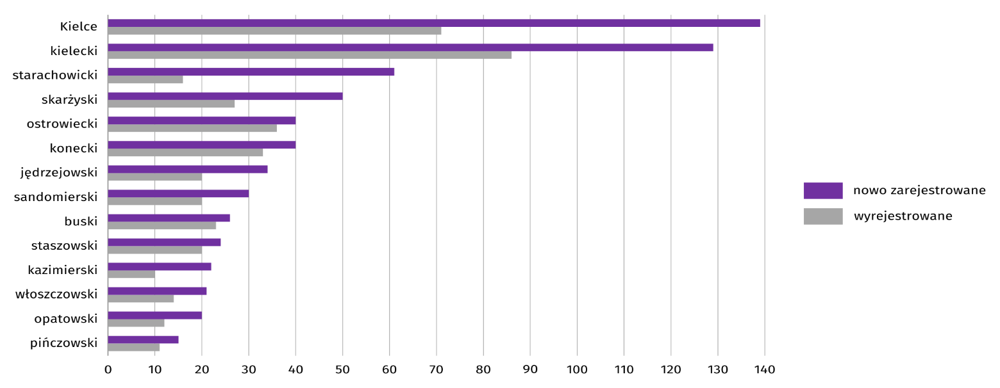 Kielce
kielecki
starachowicki
skarżyski
ostrowiecki
konecki
jędrzejowski
sandomierski
buski
staszowski
kazimierski
włoszczowski
opatowski
pińczowski
0 10 20 30 40 50 60 70 80 90 100 110 120 130 140
nowo zarejestrowane
wyrejestrowane